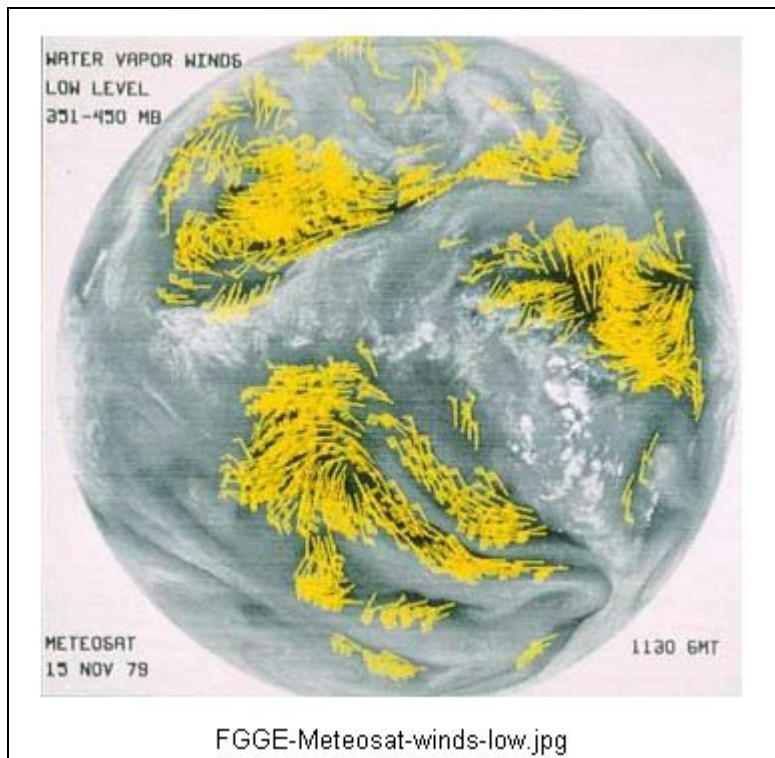 WATER VAPOR WINDS
LOW LEVEL
351-450 MB
METEOSAT
15 NOV 79
1130 GMT
FGGE-Meteosat-winds-low.jpg